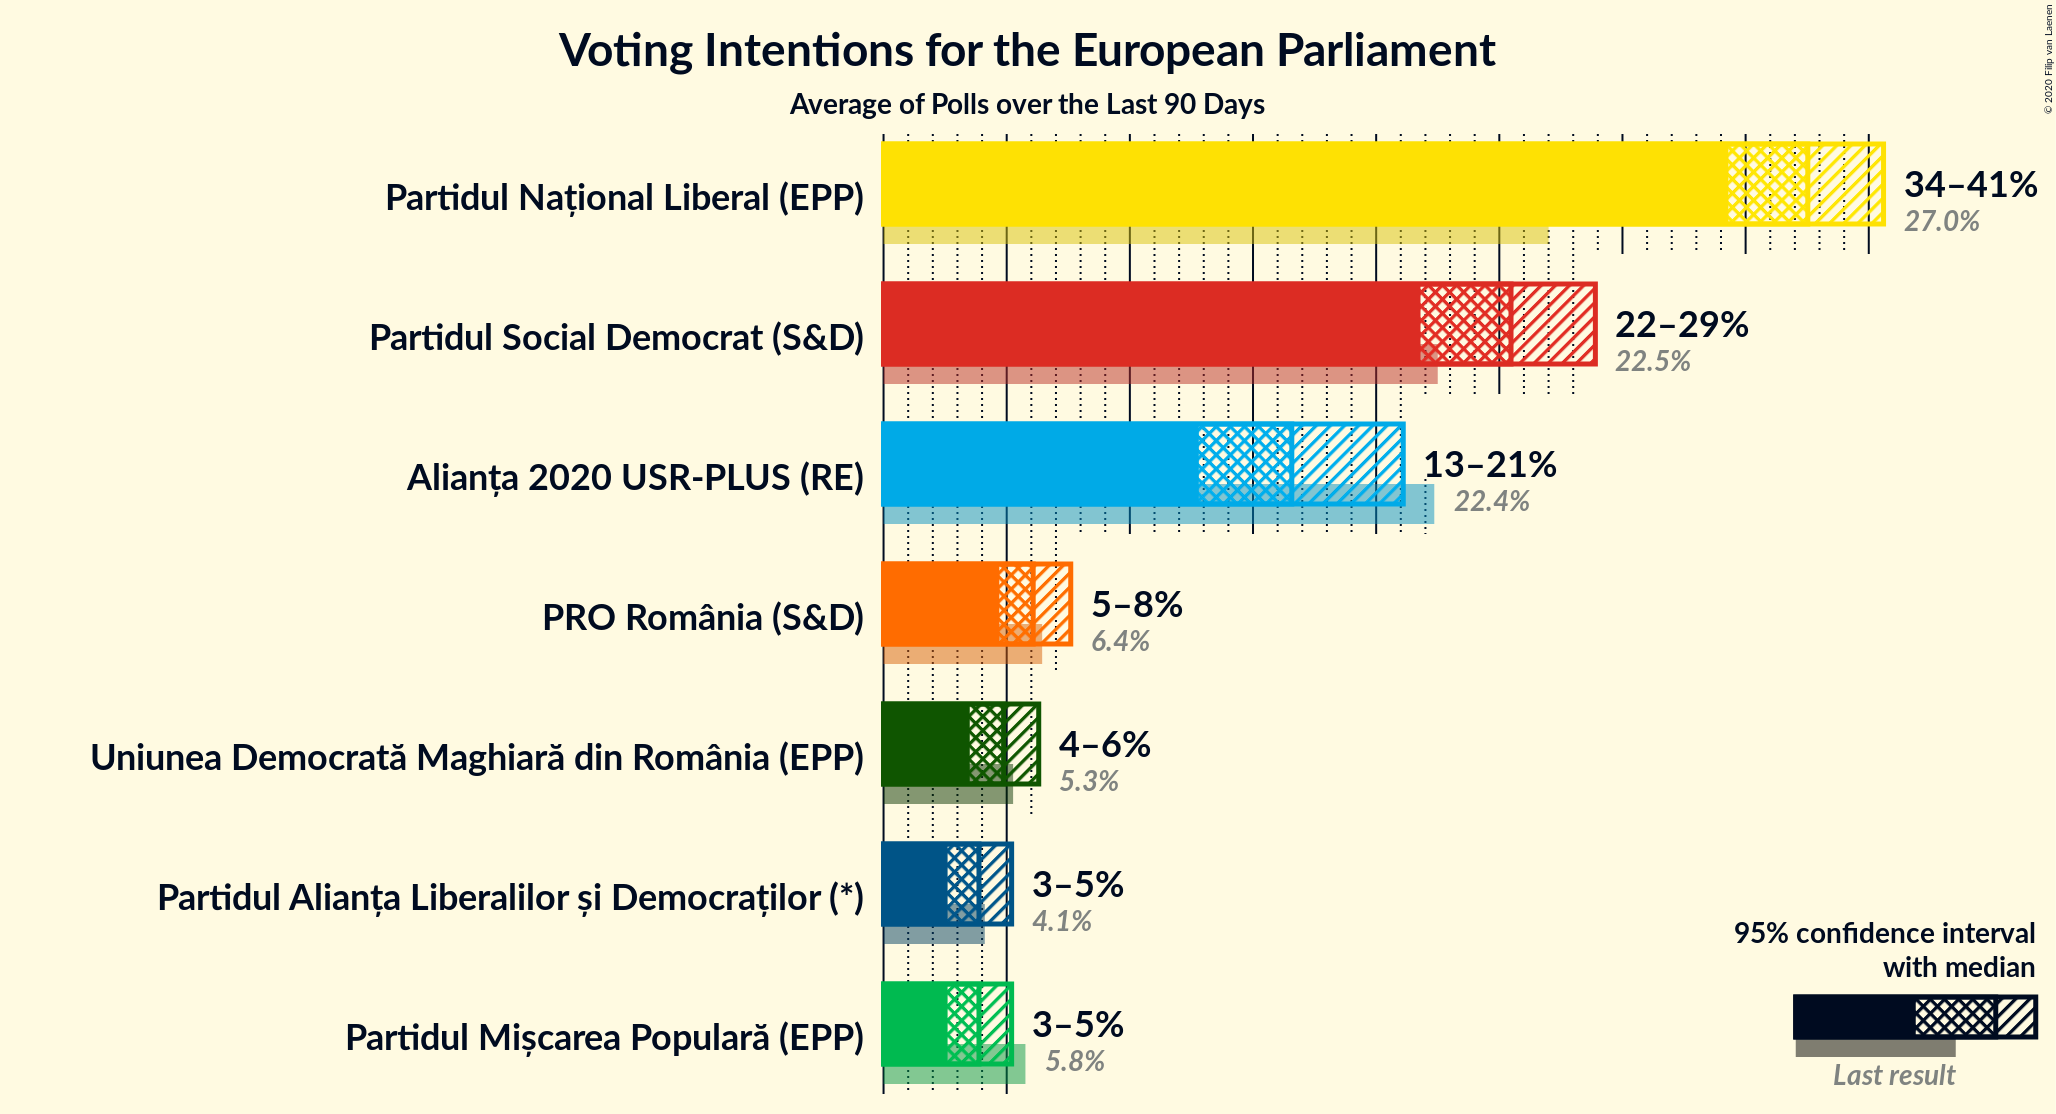 Voting Intentions for the European Parliament
Average of Polls over the Last 90 Days
© 2020 Filip van Laenen
Partidul Național Liberal (EPP)
34–41%
27.0%
Partidul Social Democrat (S&D)
22–29%
22.5%
Alianța 2020 USR-PLUS (RE)
13–21%
22.4%
PRO România (S&D)
5–8%
6.4%
Uniunea Democrată Maghiară din România (EPP)
4–6%
5.3%
Partidul Alianța Liberalilor și Democraților (*)
3–5%
4.1%
Partidul Mișcarea Populară (EPP)
3–5%
5.8%
95% confidence interval
with median
Last result